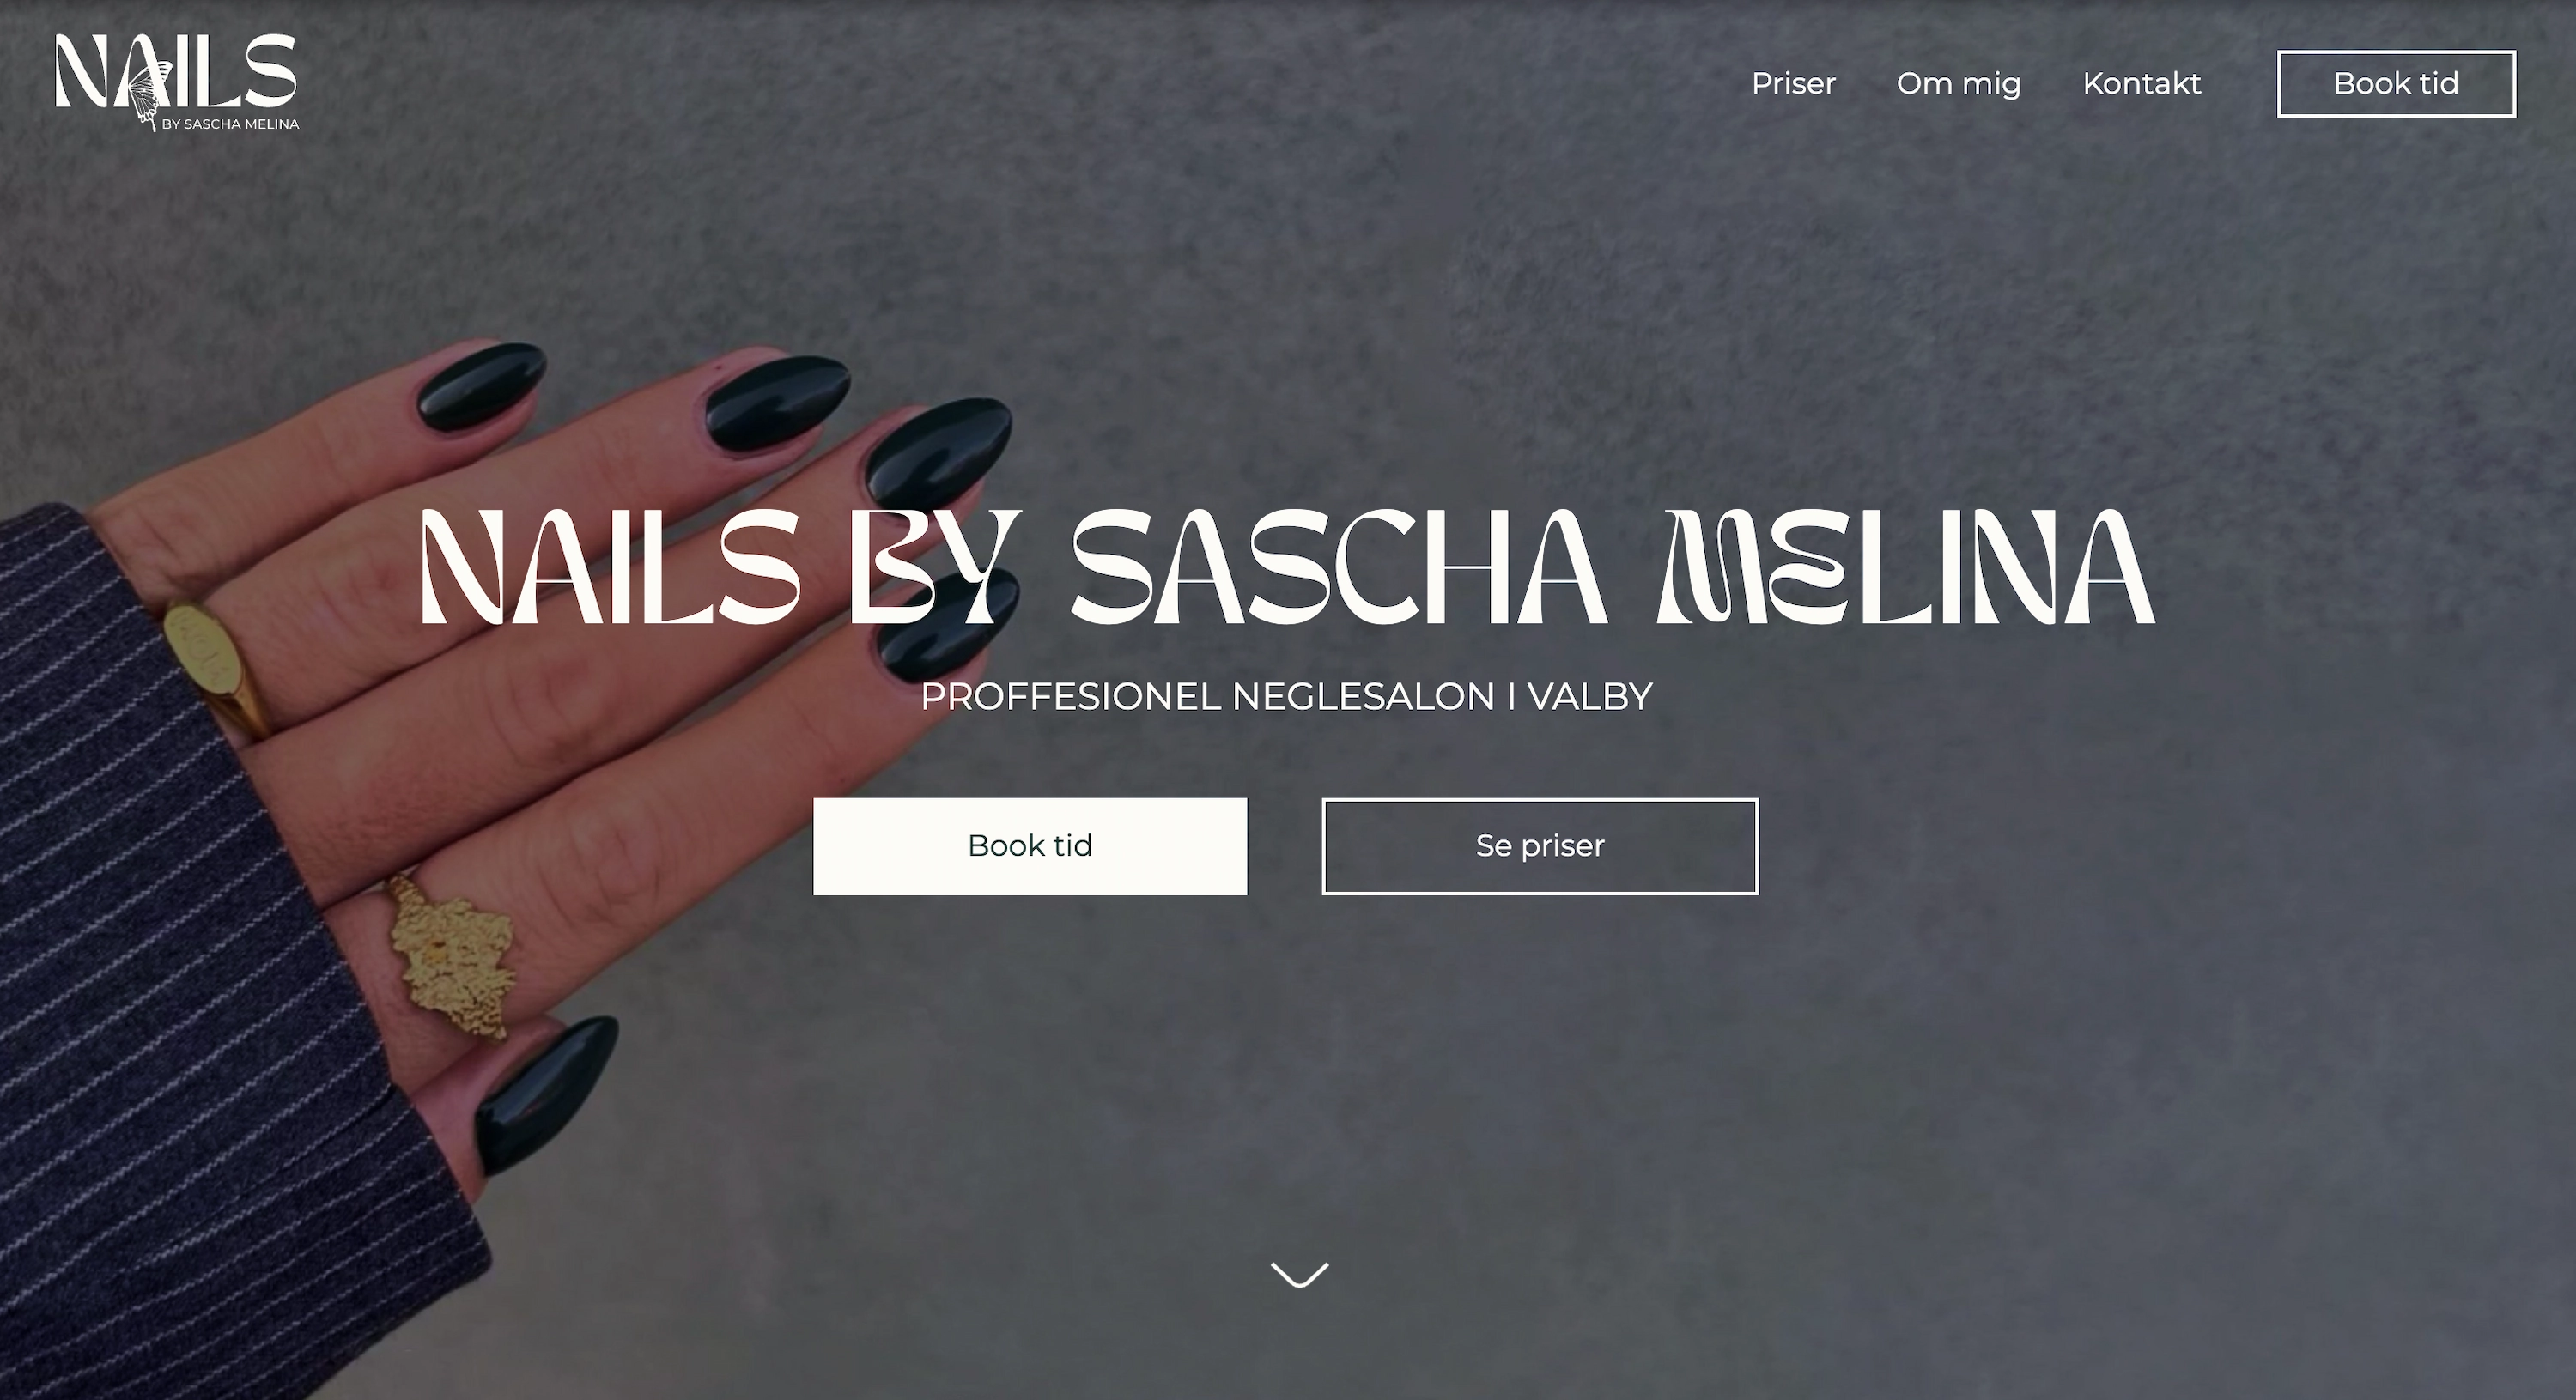 NAILS
BY SASCHA MELINA
Priser
Om mig
Kontakt
Book tid
NAILS BY SASCHA MELINA
PROFFESIONEL NEGLESALON I VALBY
Book tid
Se priser